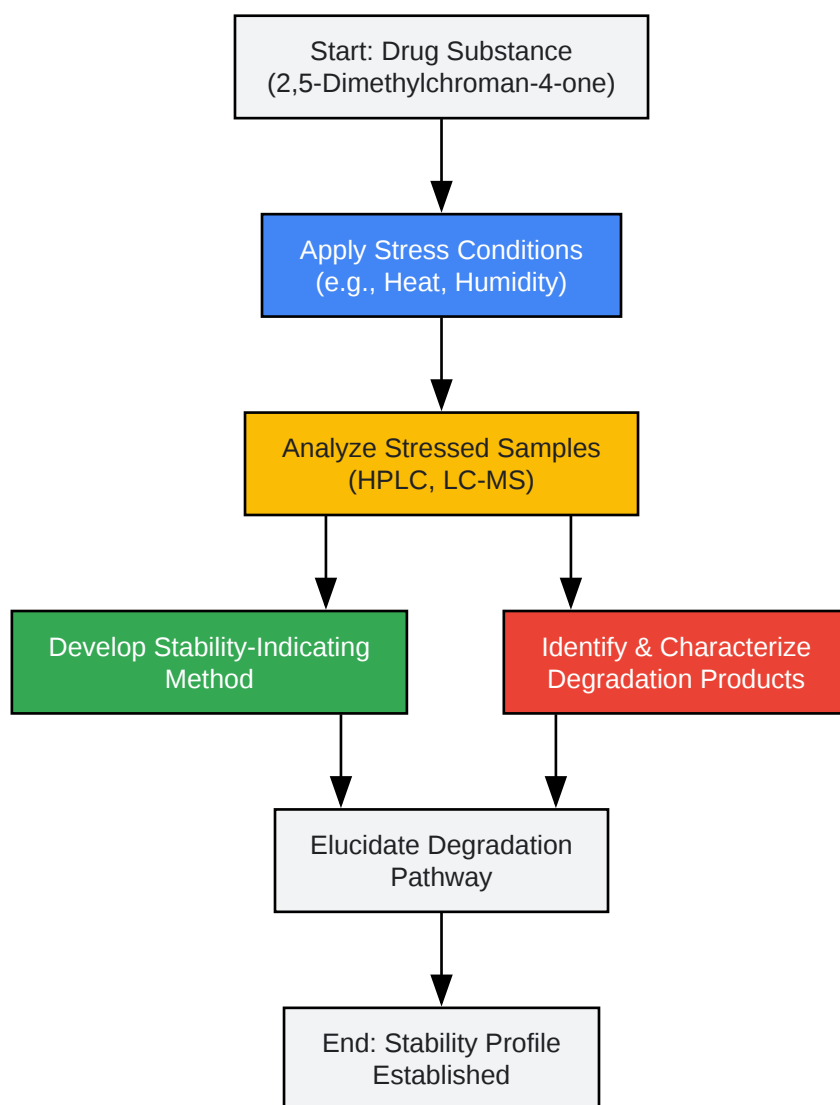 Start: Drug Substance
(2,5-Dimethylchroman-4-one)
Apply Stress Conditions
(e.g., Heat, Humidity)
Analyze Stressed Samples
(HPLC, LC-MS)
Develop Stability-Indicating
Method
Identify & Characterize
Degradation Products
Elucidate Degradation
Pathway
End: Stability Profile
Established